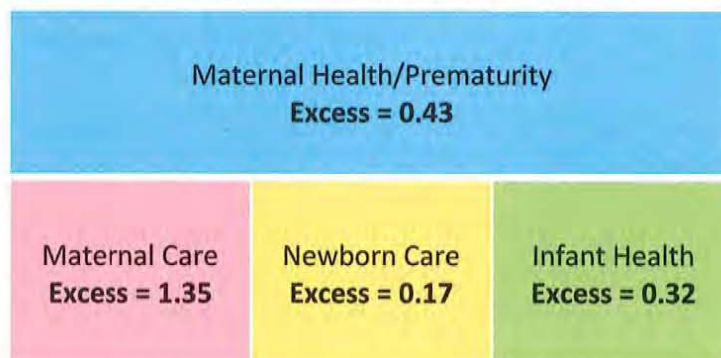 Maternal Health/Prematurity
Excess = 0.43
Maternal Care
Excess = 1.35
Newborn Care
Excess = 0.17
Infant Health
Excess = 0.32